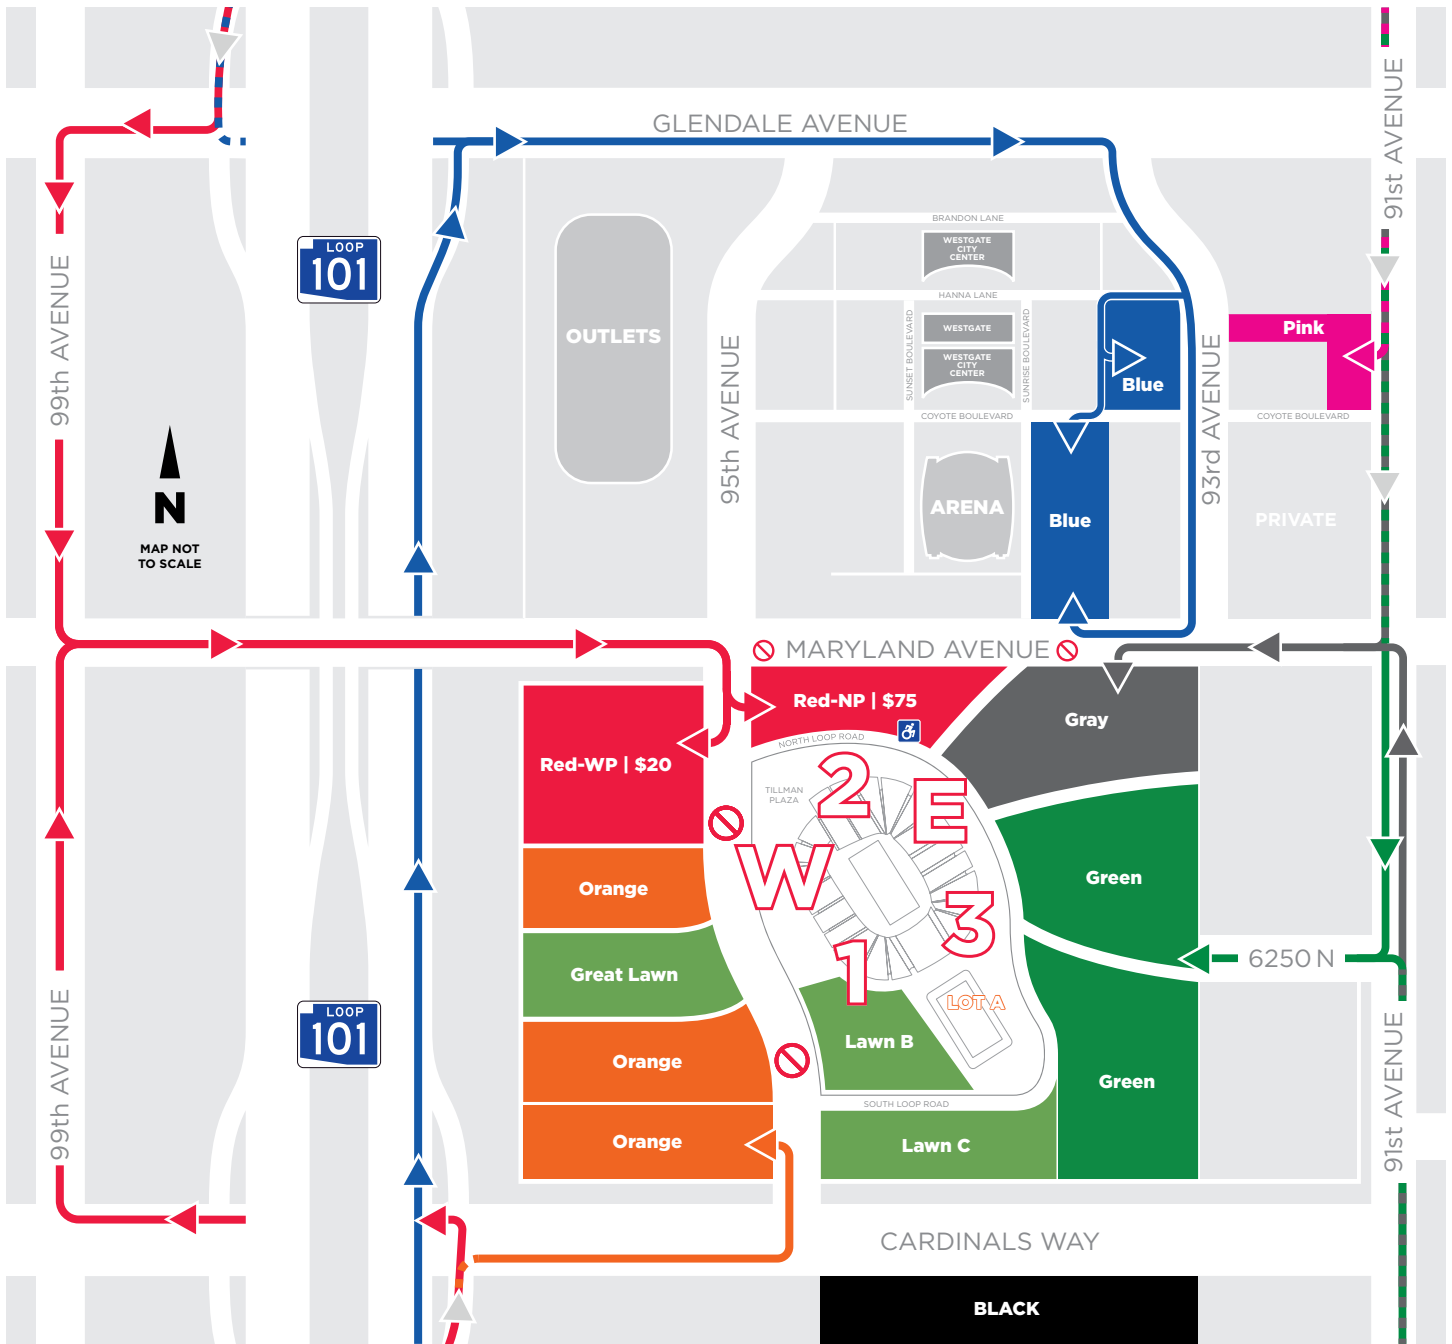 GLENDALE AVENUE
91st AVENUE
BRANDON LANE
WESTGATE
CITY
CENTER
LOOP
101
HANNA LANE
99th AVENUE
OUTLETS
95th AVENUE
SUNSET BOULEVARD
WESTGATE
WESTGATE
CITY
CENTER
SUNRISE BOULEVARD
Blue
93rd AVENUE
Pink
COYOTE BOULEVARD
COYOTE BOULEVARD
N
MAP NOT
TO SCALE
ARENA
Blue
PRIVATE
MARYLAND AVENUE
Red-NP | $75
Gray
NORTH LOOP ROAD
Red-WP | $20
TILLMAN
PLAZA
2
E
W
3
1
Orange
Green
Great Lawn
6250 N
LOT A
LOOP
101
99th AVENUE
Lawn B
Orange
Green
91st AVENUE
SOUTH LOOP ROAD
Orange
Lawn C
CARDINALS WAY
BLACK